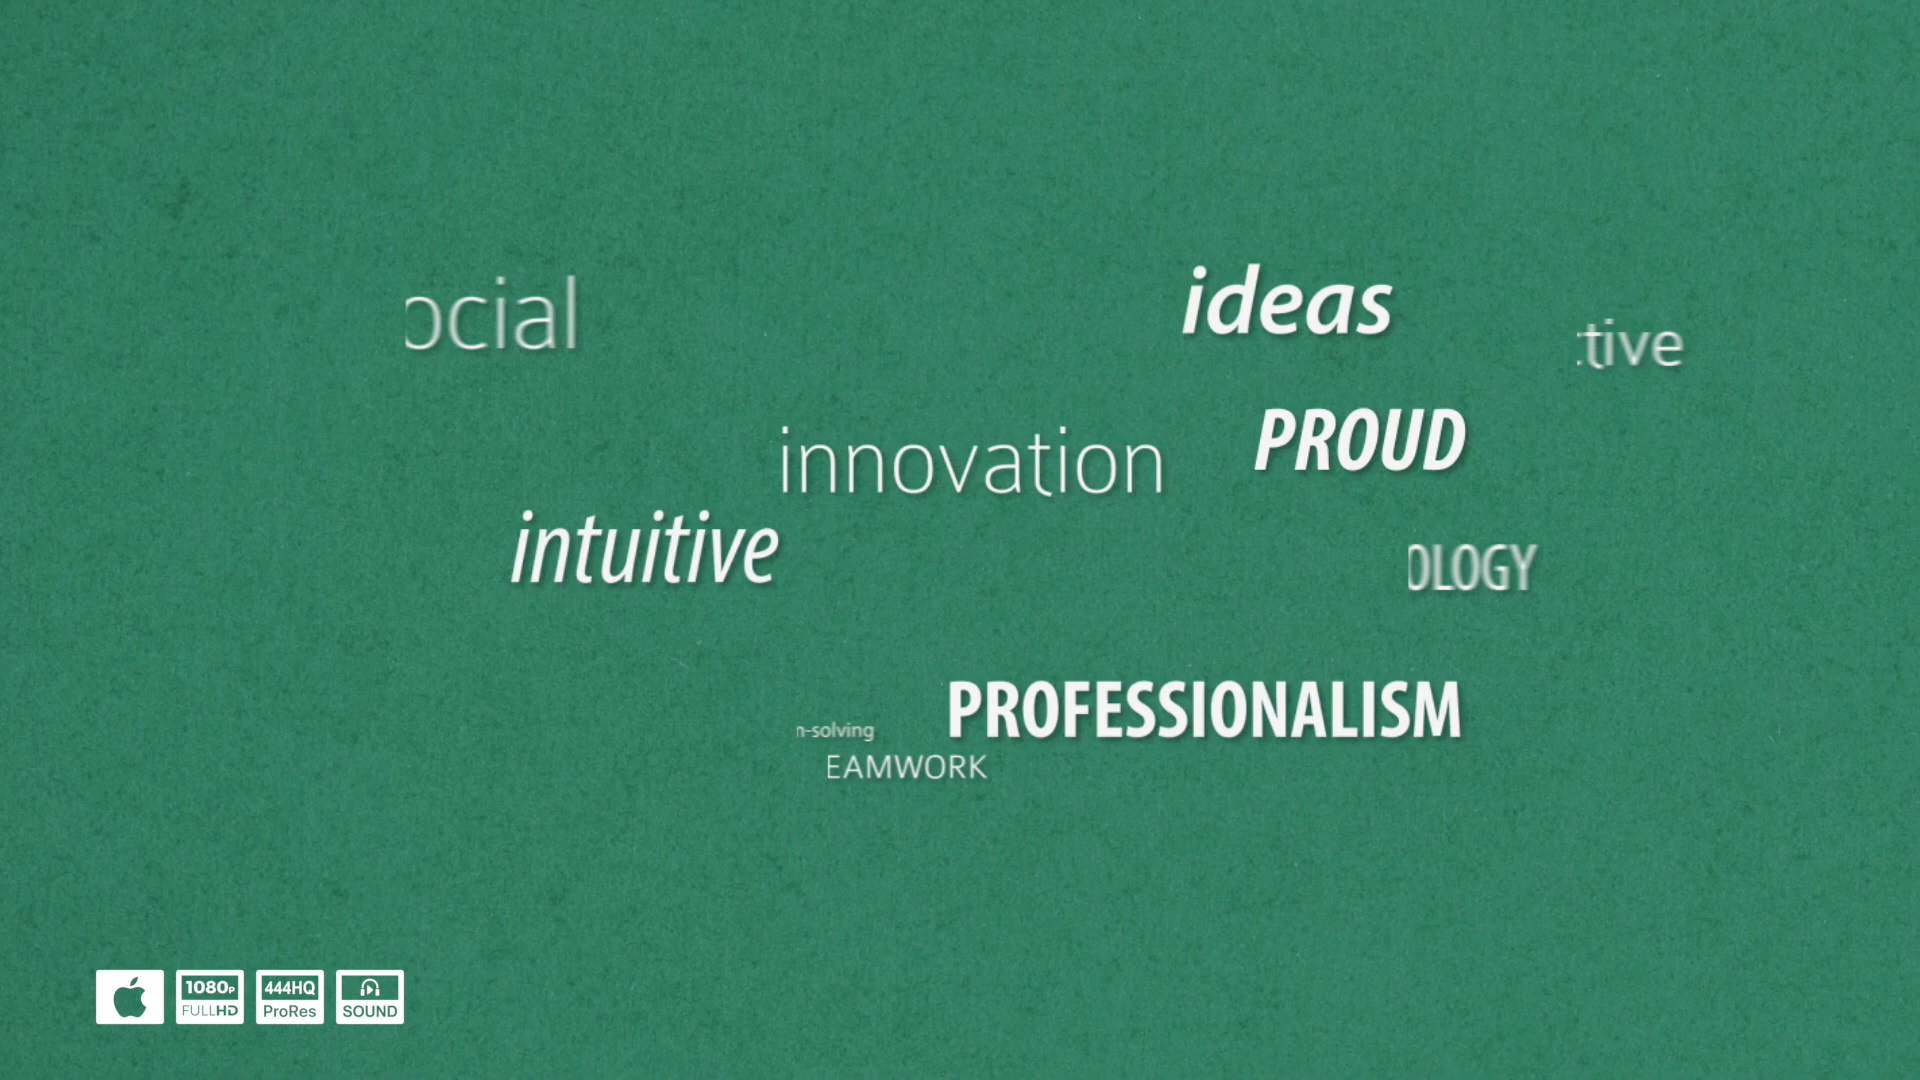 ocial
ideas
tive
PROUD
innovation
intuitive
OLOGY
PROFESSIONALISM
n-solving
EAMWORK
1080p
FULLHD
444HQ
ProRes
SOUND